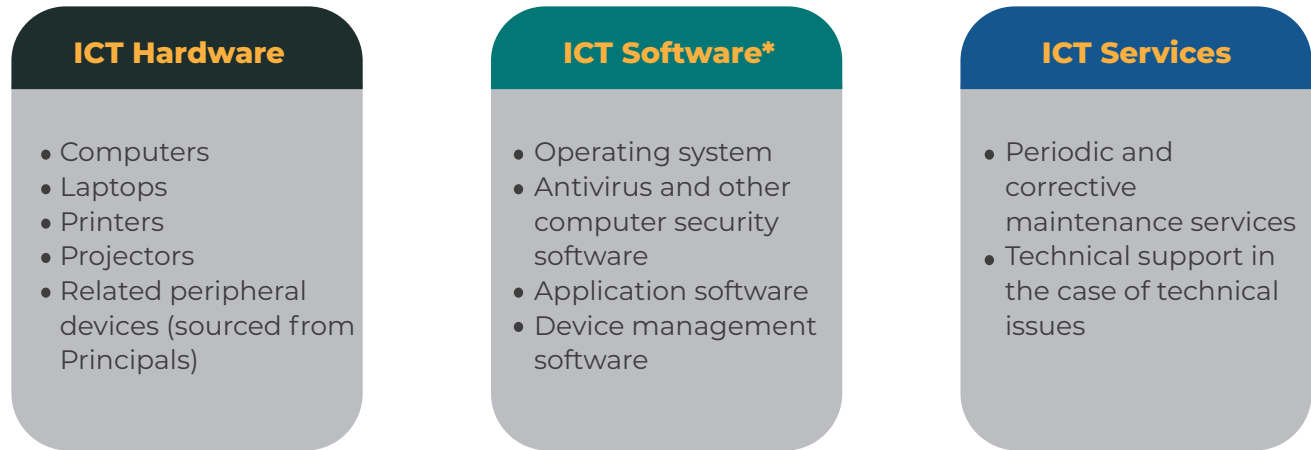 ICT Hardware
• Computers
• Laptops
• Printers
• Projectors
• Related peripheral
devices (sourced from
Principals)
ICT Software*
• Operating system
• Antivirus and other
computer security
software
• Application software
• Device management
software
ICT Services
• Periodic and
corrective
maintenance services
• Technical support in
the case of technical
issues